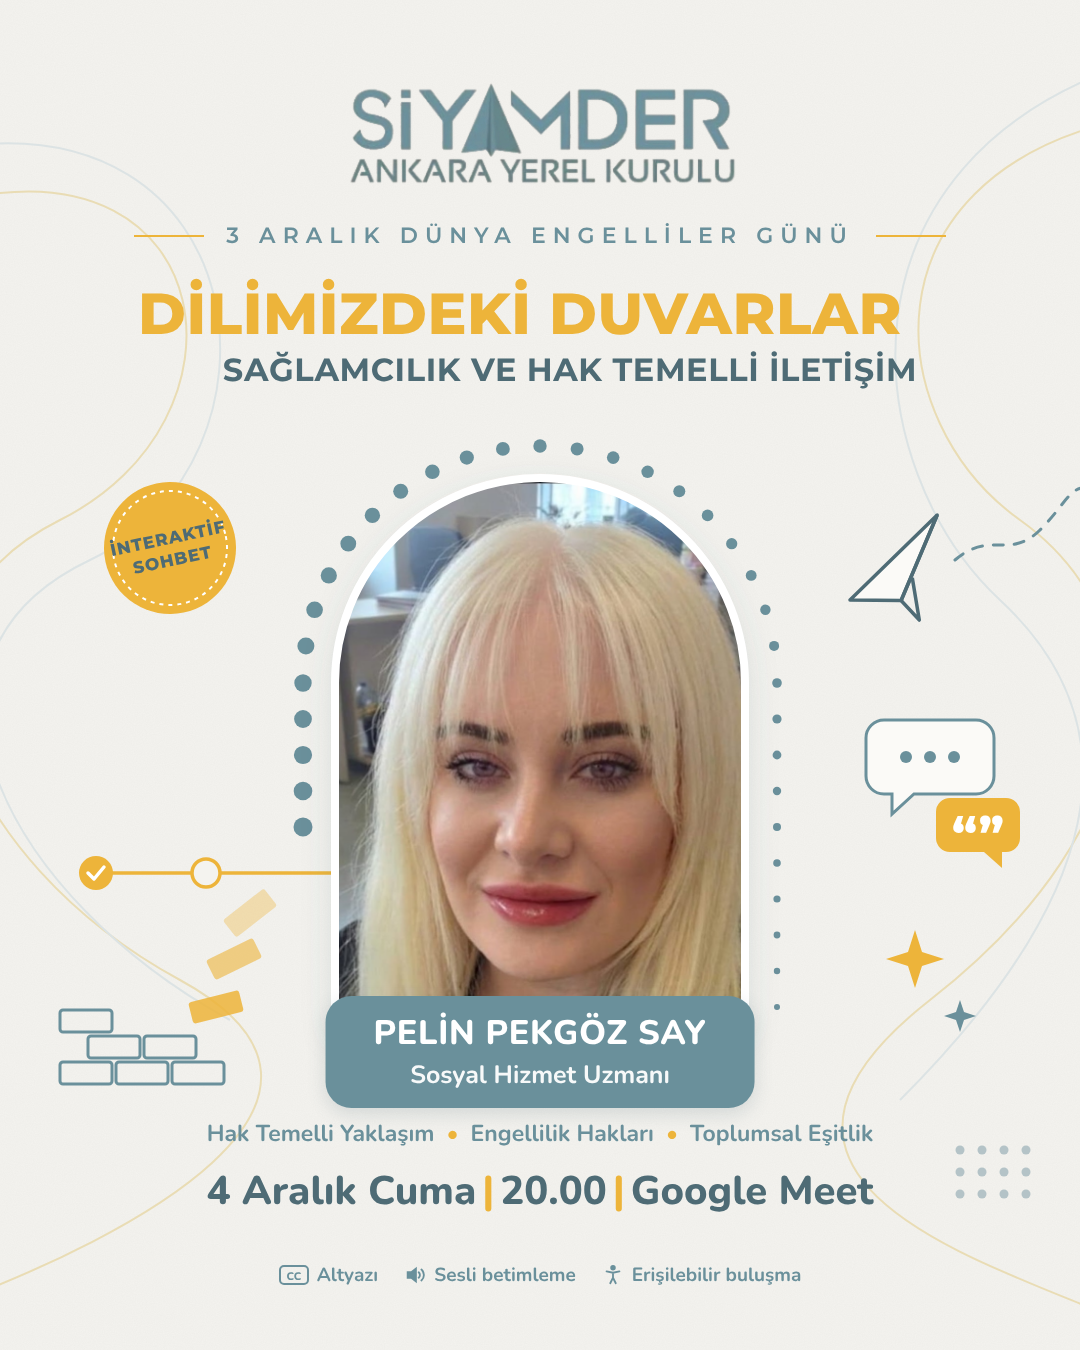 SiYAMDER
ANKARA YEREL KURULU
3 ARALIK DÜNYA ENGELLİLER GÜNÜ
DİLİMİZDEKİ DUVARLAR
SAĞLAMCILIK VE HAK TEMELLİ İLETİŞİM
İNTERAKTİF
SOHBET
PELİN PEKGÖZ SAY
Sosyal Hizmet Uzmanı
Hak Temelli Yaklaşım • Engellilik Hakları • Toplumsal Eşitlik
4 Aralık Cuma | 20.00 | Google Meet
CC Altyazı Sesli betimleme Erişilebilir buluşma